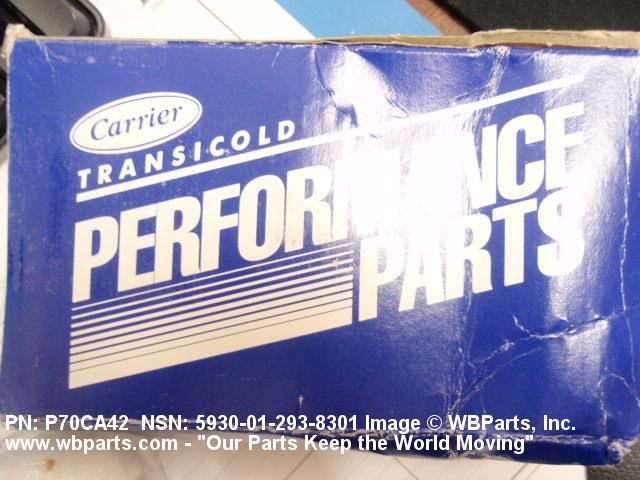 Carrier
TRANSICOLD
PERFORMANCE
PARTS
PN: P70CA42 NSN: 5930-01-293-8301 Image © WBParts, Inc.
www.wbparts.com - "Our Parts Keep the World Moving"